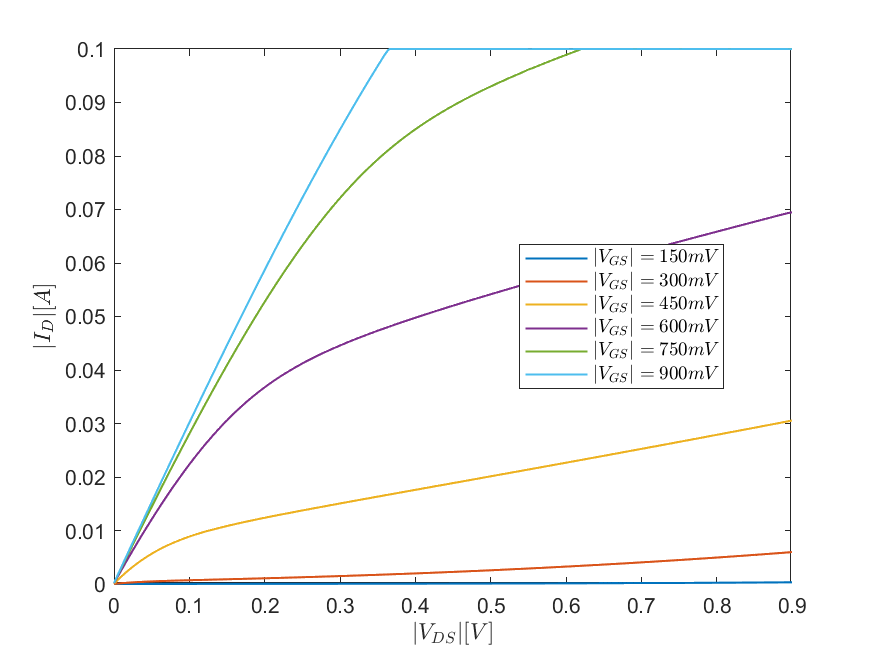 0.1
0.09
0.08
0.07
0.06
0.05
0.04
0.03
0.02
0.01
0
|I_D|[A]
|V_GS| = 150mV
|V_GS| = 300mV
|V_GS| = 450mV
|V_GS| = 600mV
|V_GS| = 750mV
|V_GS| = 900mV
0 0.1 0.2 0.3 0.4 0.5 0.6 0.7 0.8 0.9
|V_DS|[V]